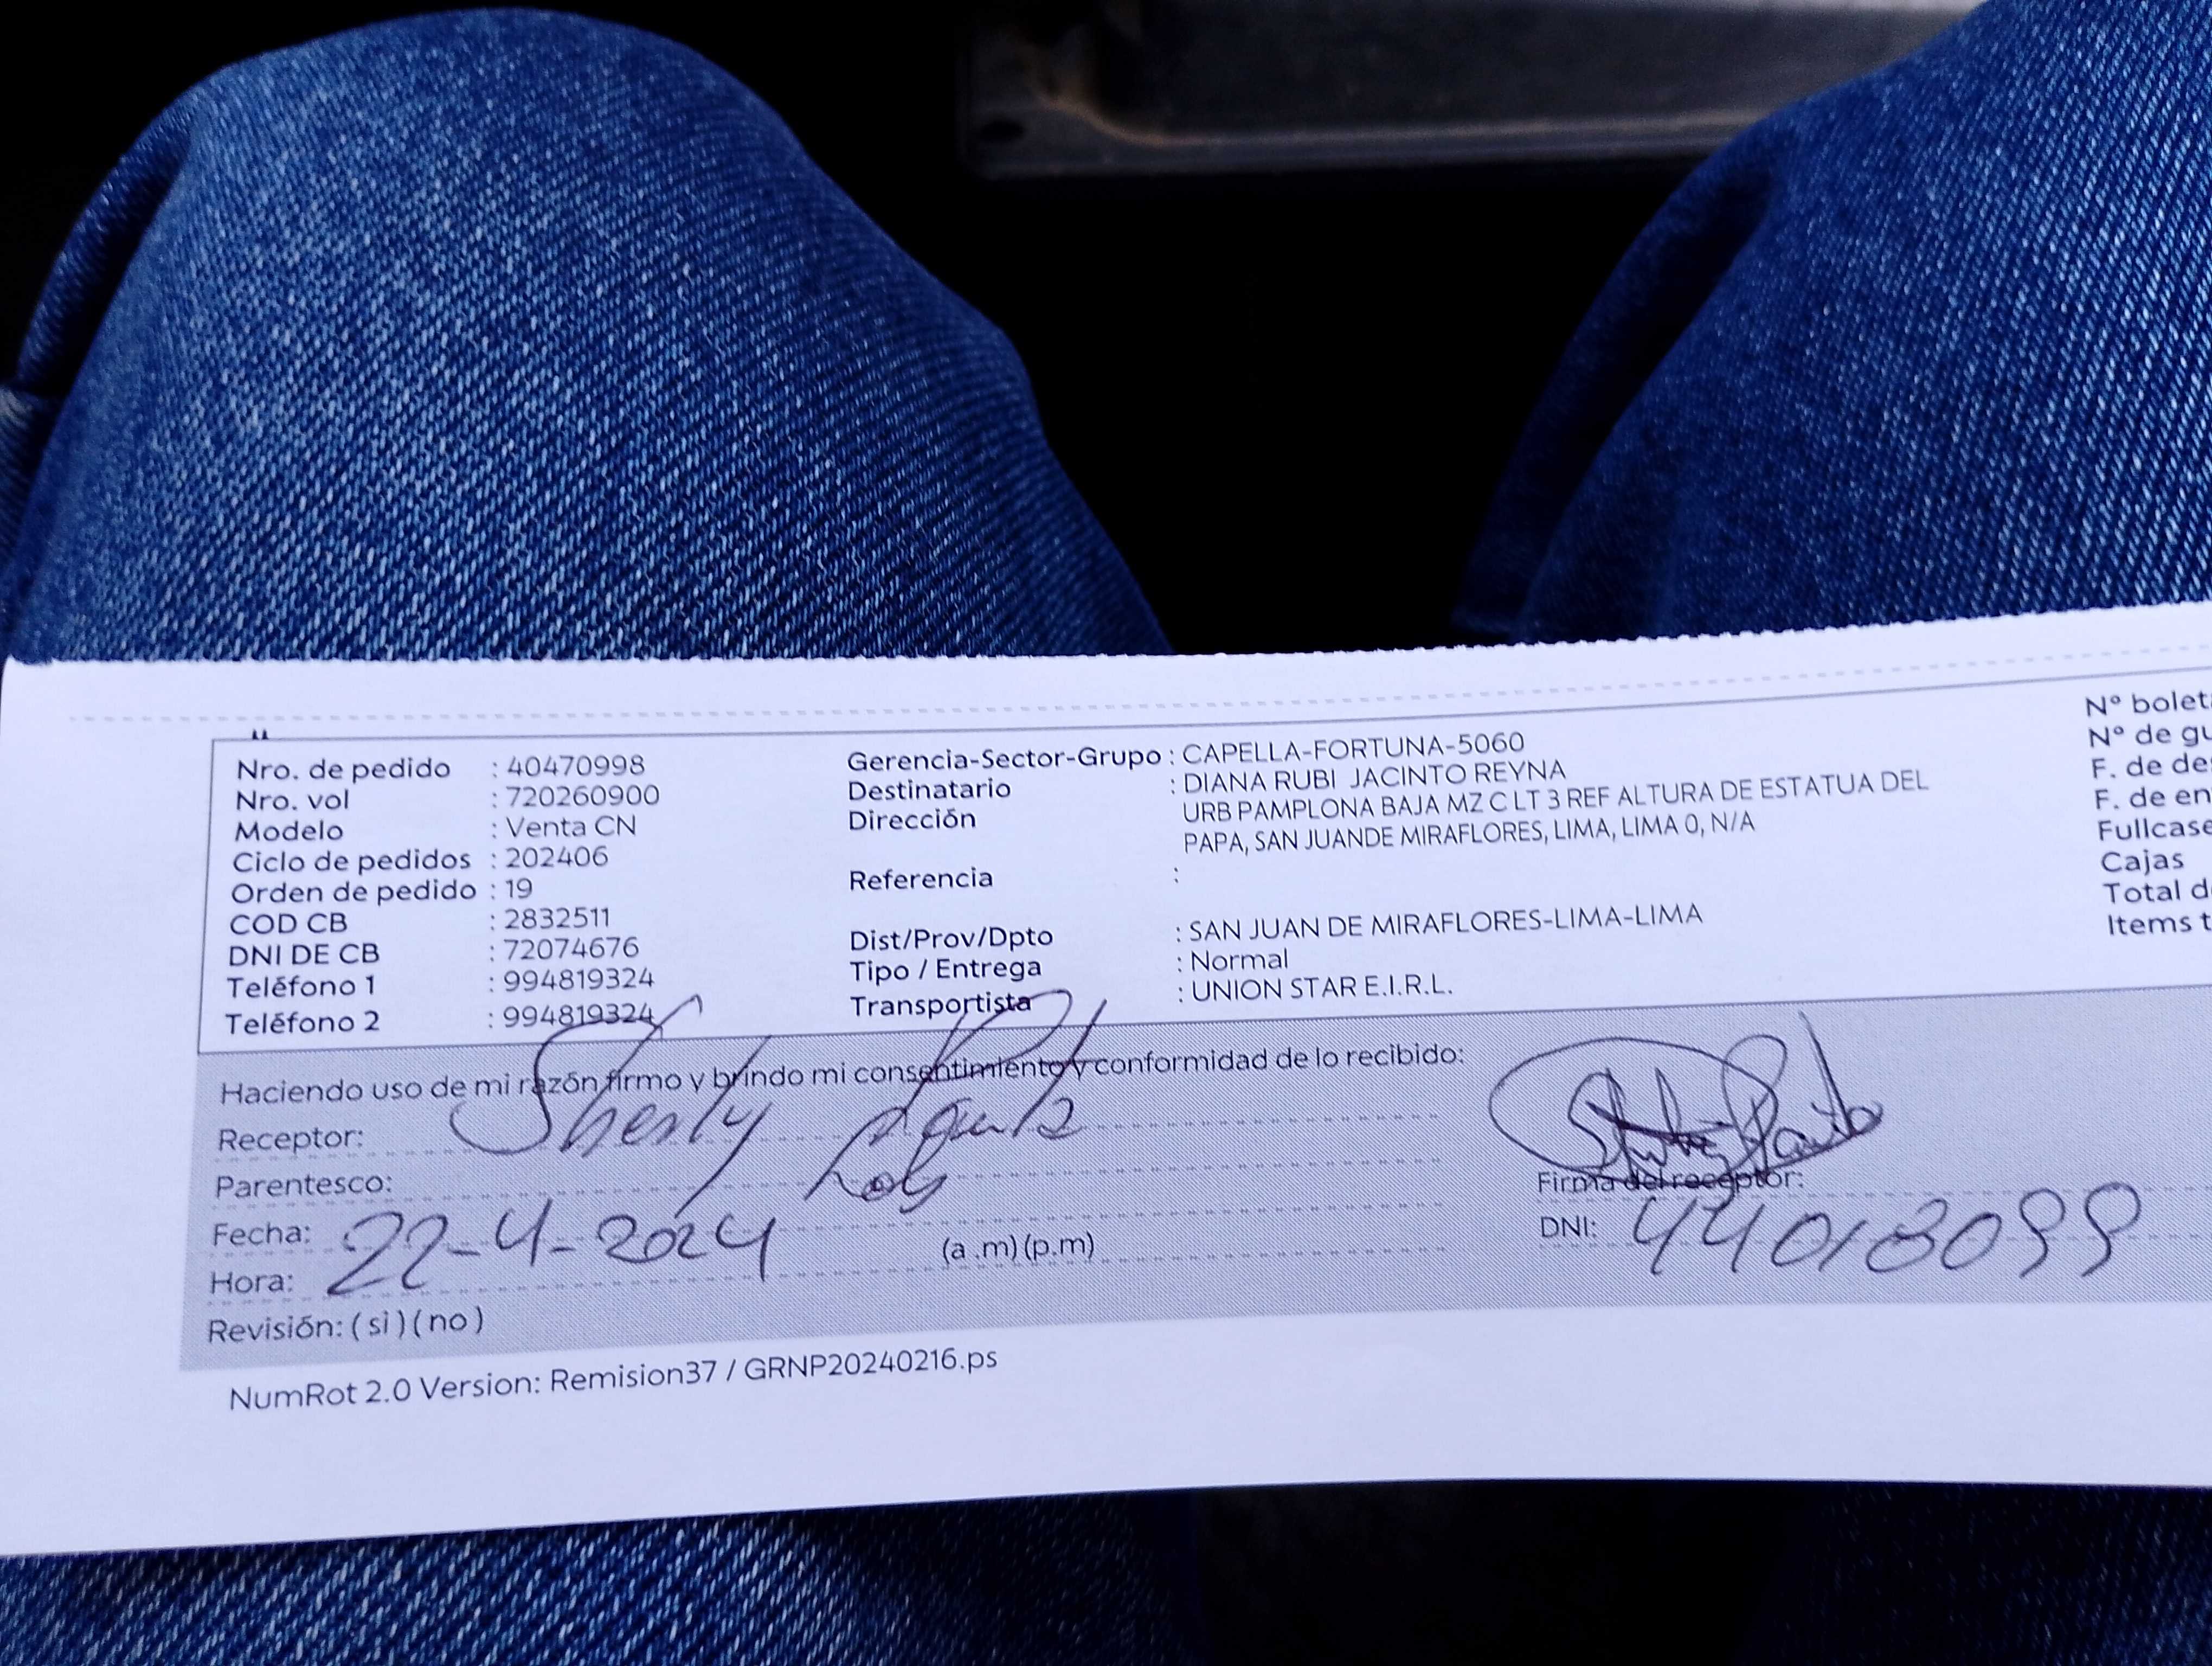 Nro. de pedido : 40470998
Nro. vol : 720260900
Modelo : Venta CN
Ciclo de pedidos : 202406
Orden de pedido : 19
COD CB : 2832511
DNI DE CB : 72074676
Teléfono 1 : 994819324
Teléfono 2 : 994819324
Gerencia-Sector-Grupo : CAPELLA-FORTUNA-5060
Destinatario : DIANA RUBI JACINTO REYNA
Dirección URB PAMPLONA BAJA MZ C LT 3 REF ALTURA DE ESTATUA DEL
PAPA, SAN JUANDE MIRAFLORES, LIMA, LIMA 0, N/A
Referencia :
Dist/Prov/Dpto : SAN JUAN DE MIRAFLORES-LIMA-LIMA
Tipo / Entrega : Normal
Transportista : UNION STAR E.I.R.L.
Nº
Nº de
F. de
F. de
Cajas
Total
Items
Haciendo uso de mi razón firmo y brindo mi consentimiento y conformidad de lo recibido:
Receptor: Sherly
Parentesco:
Fecha: 22-4-2024
Hora: (a .m) (p.m)
Revisión: ( si ) ( no )
Firma del receptor:
DNI: 44018099
NumRot 2.0 Version: Remision37 / GRNP20240216.ps